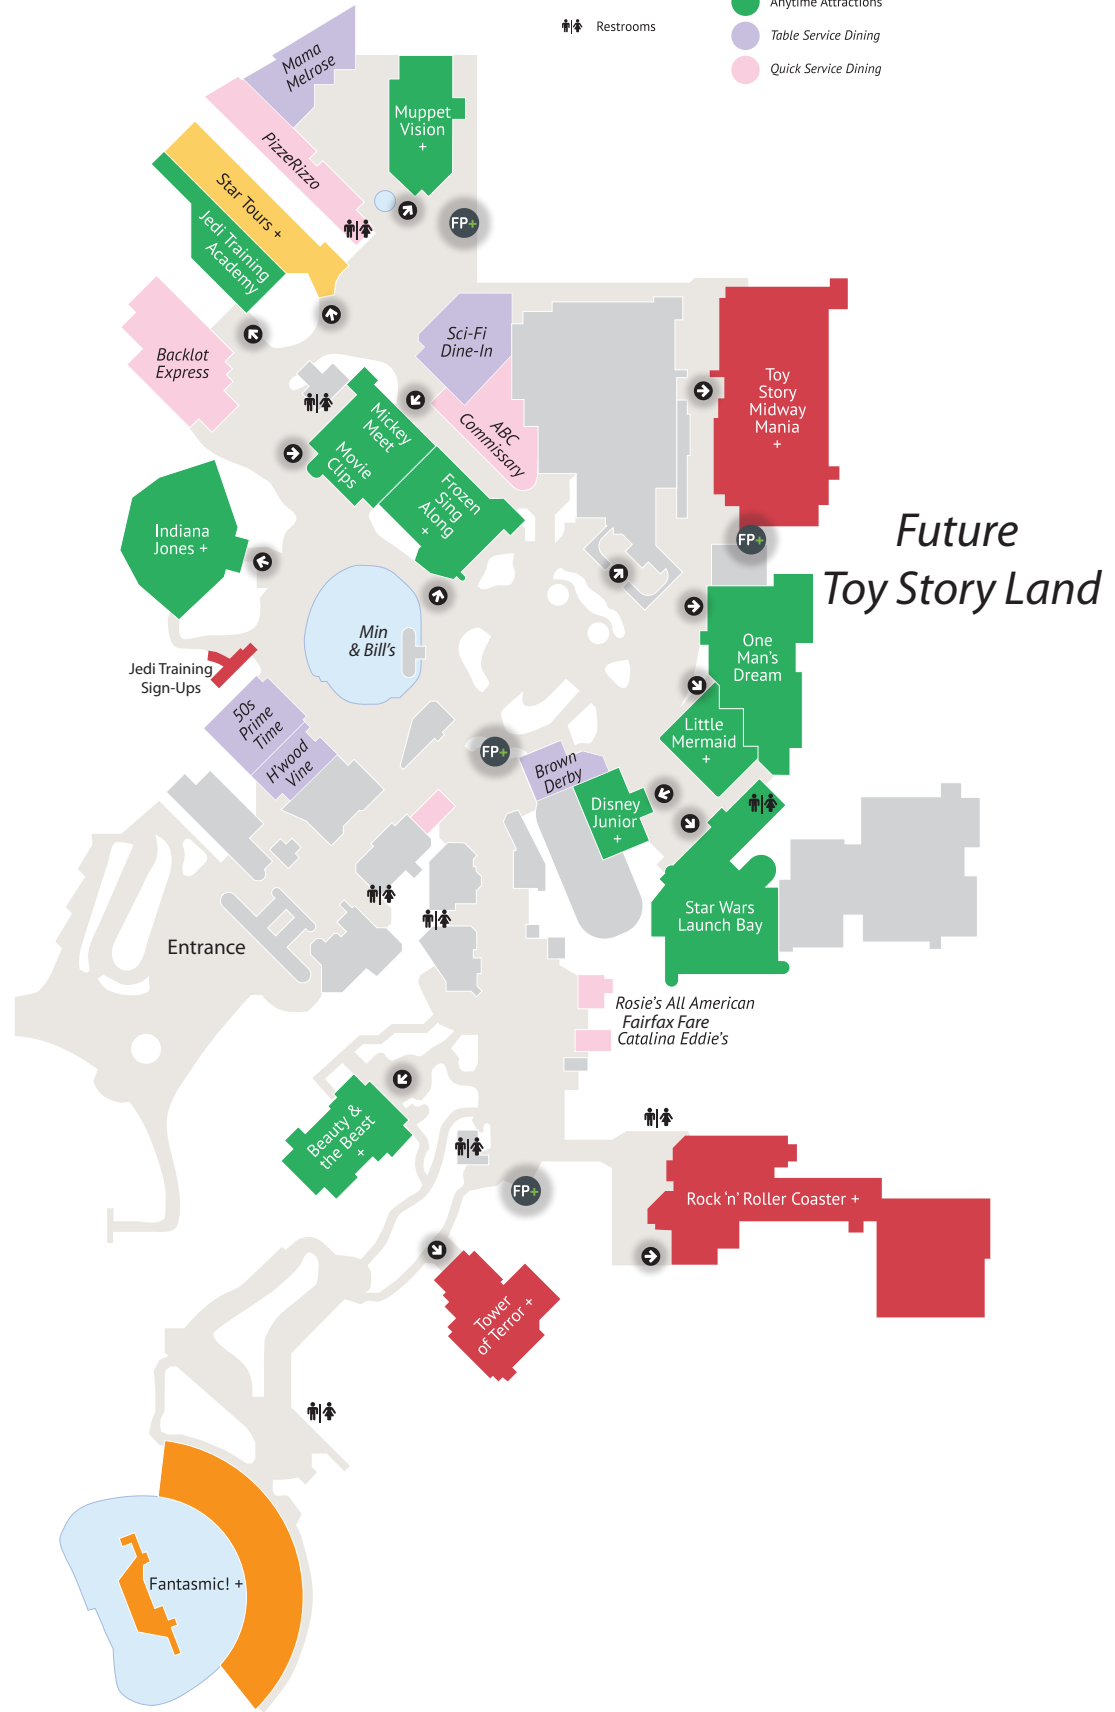 Anytime Attractions
Restrooms
Table Service Dining
Quick Service Dining
Mama
Melrose
Muppet
Vision
+
PizzeRizzo
Star Tours +
FP+
Jedi Training
Academy
Sci-Fi
Dine-In
Backlot
Express
Toy
Story
Midway
Mania
+
Mickey
Meet
ABC
Commissary
Movie
Clips
Frozen
Sing
Along
+
Indiana
Jones +
FP+
Future
Toy Story Land
Min
& Bill's
One
Man's
Dream
Jedi Training
Sign-Ups
50s
Prime
Time
H'wood
Vine
Little
Mermaid
+
FP+
Brown
Derby
Disney
Junior
+
Star Wars
Launch Bay
Entrance
Rosie's All American
Fairfax Fare
Catalina Eddie's
Beauty &
the Beast
+
FP+
Rock 'n' Roller Coaster +
Tower
of Terror +
Fantasmic! +